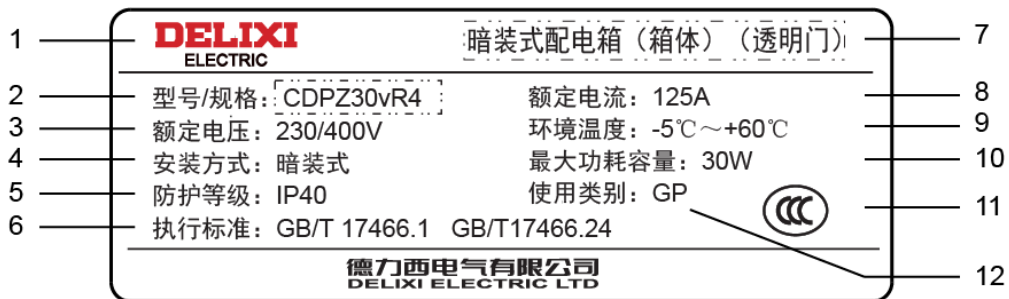 1 DELIXI ELECTRIC 暗装式配电箱（箱体）（透明门） 7
2 型号/规格：CDPZ30vR4 额定电流：125A 8
3 额定电压：230/400V 环境温度：-5℃～+60℃ 9
4 安装方式：暗装式 最大功耗容量：30W 10
5 防护等级：IP40 使用类别：GP CCC 11
6 执行标准：GB/T 17466.1 GB/T17466.24
德力西电气有限公司
DELIXI ELECTRIC LTD 12